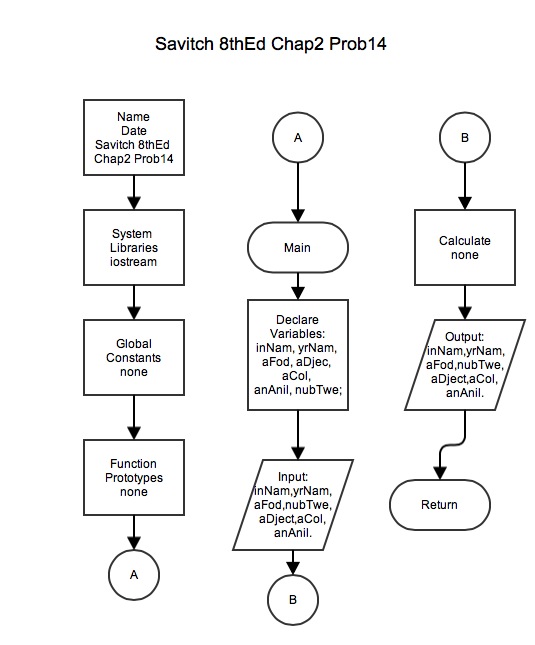 Savitch 8thEd Chap2 Prob14
Name
Date
Savitch 8thEd
Chap2 Prob14
System
Libraries
iostream
Global
Constants
none
Function
Prototypes
none
A
A
Main
Declare
Variables:
inNam, yrNam,
aFod, aDjec,
aCol,
anAnil, nubTwe;
Input:
inNam,yrNam,
aFod,nubTwe,
aDject,aCol,
anAnil.
B
B
Calculate
none
Output:
inNam,yrNam,
aFod,nubTwe,
aDject,aCol,
anAnil.
Return